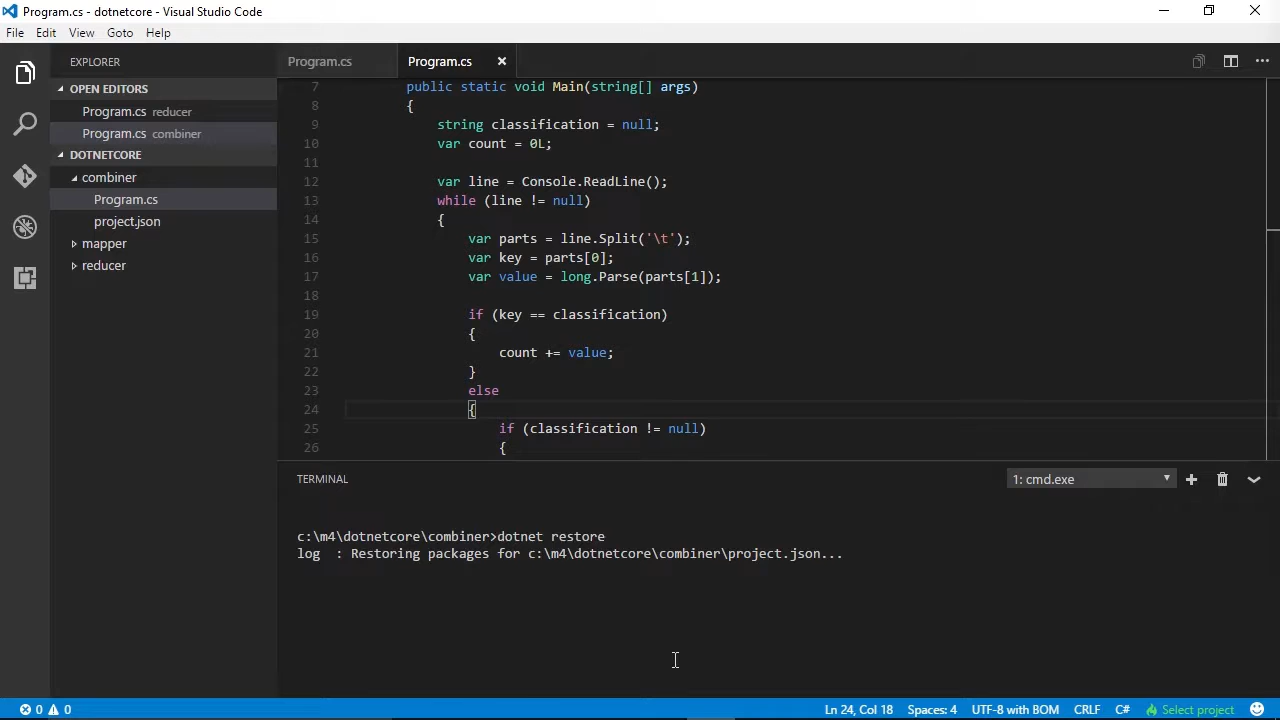 Program.cs - dotnetcore - Visual Studio Code
File Edit View Goto Help
EXPLORER
OPEN EDITORS
Program.cs reducer
Program.cs combiner
DOTNETCORE
combiner
Program.cs
project.json
mapper
reducer
Program.cs Program.cs
7 public static void Main(string[] args)
8 {
9 string classification = null;
10 var count = 0L;
11
12 var line = Console.ReadLine();
13 while (line != null)
14 {
15 var parts = line.Split('\t');
16 var key = parts[0];
17 var value = long.Parse(parts[1]);
18
19 if (key == classification)
20 {
21 count += value;
22 }
23 else
24 {
25 if (classification != null)
26 {
TERMINAL
1: cmd.exe
c:\m4\dotnetcore\combiner>dotnet restore
log  : Restoring packages for c:\m4\dotnetcore\combiner\project.json...
0 0 Ln 24, Col 18 Spaces: 4 UTF-8 with BOM CRLF C# Select project